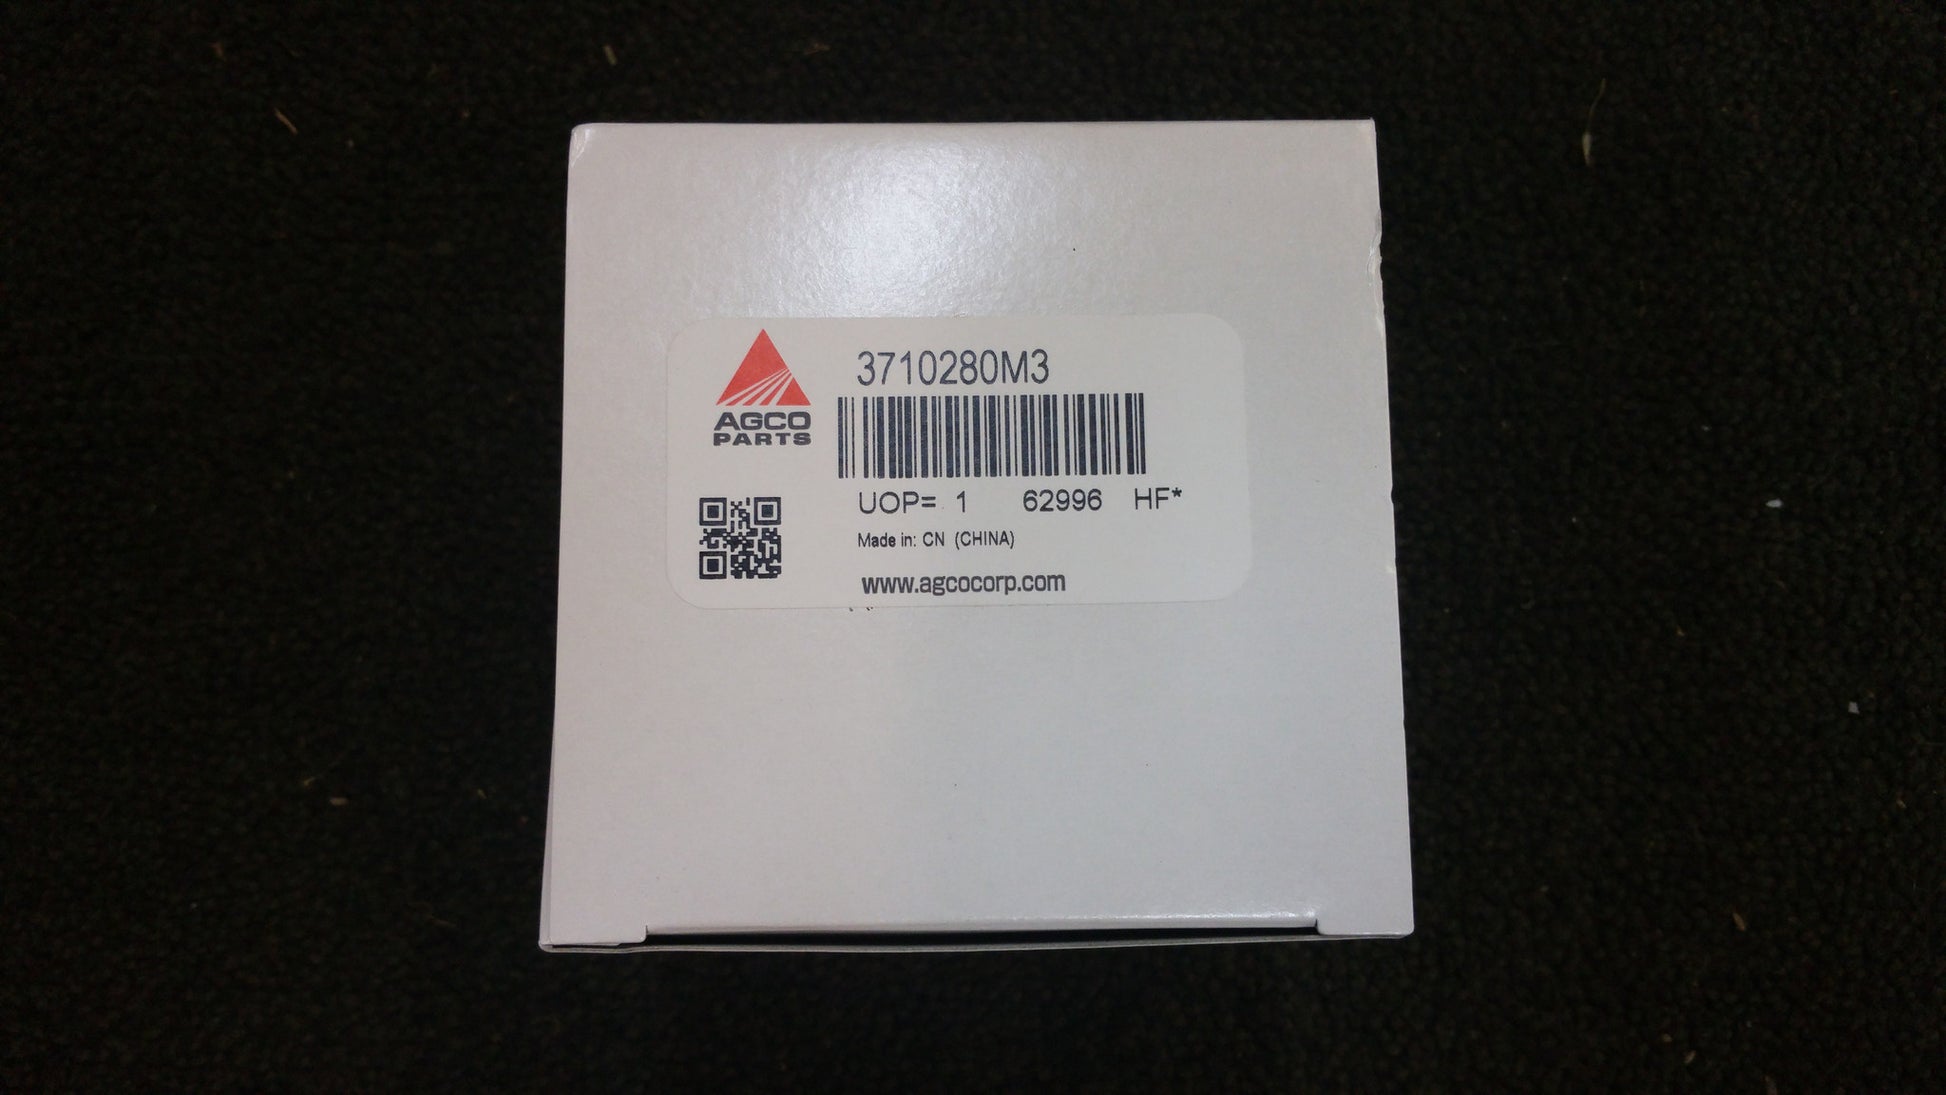 3710280M3
AGCO
PARTS
UOP= 1 62996 HF*
Made in: CN (CHINA)
www.agcocorp.com